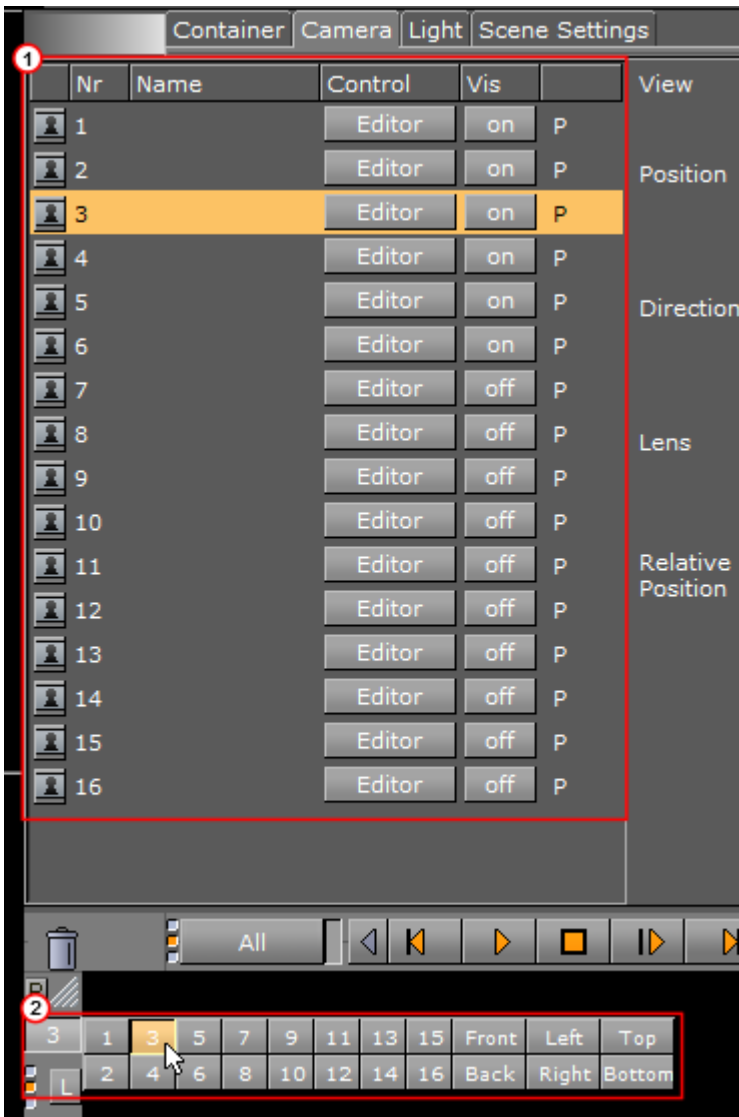 Container Camera Light Scene Settings
1
Nr Name Control Vis View
1 Editor on P
2 Editor on P Position
3 Editor on P
4 Editor on P
5 Editor on P Direction
6 Editor on P
7 Editor off P
8 Editor off P Lens
9 Editor off P
10 Editor off P
11 Editor off P Relative
12 Editor off P Position
13 Editor off P
14 Editor off P
15 Editor off P
16 Editor off P
All
2
3 1 3 5 7 9 11 13 15 Front Left Top
L 2 4 6 8 10 12 14 16 Back Right Bottom